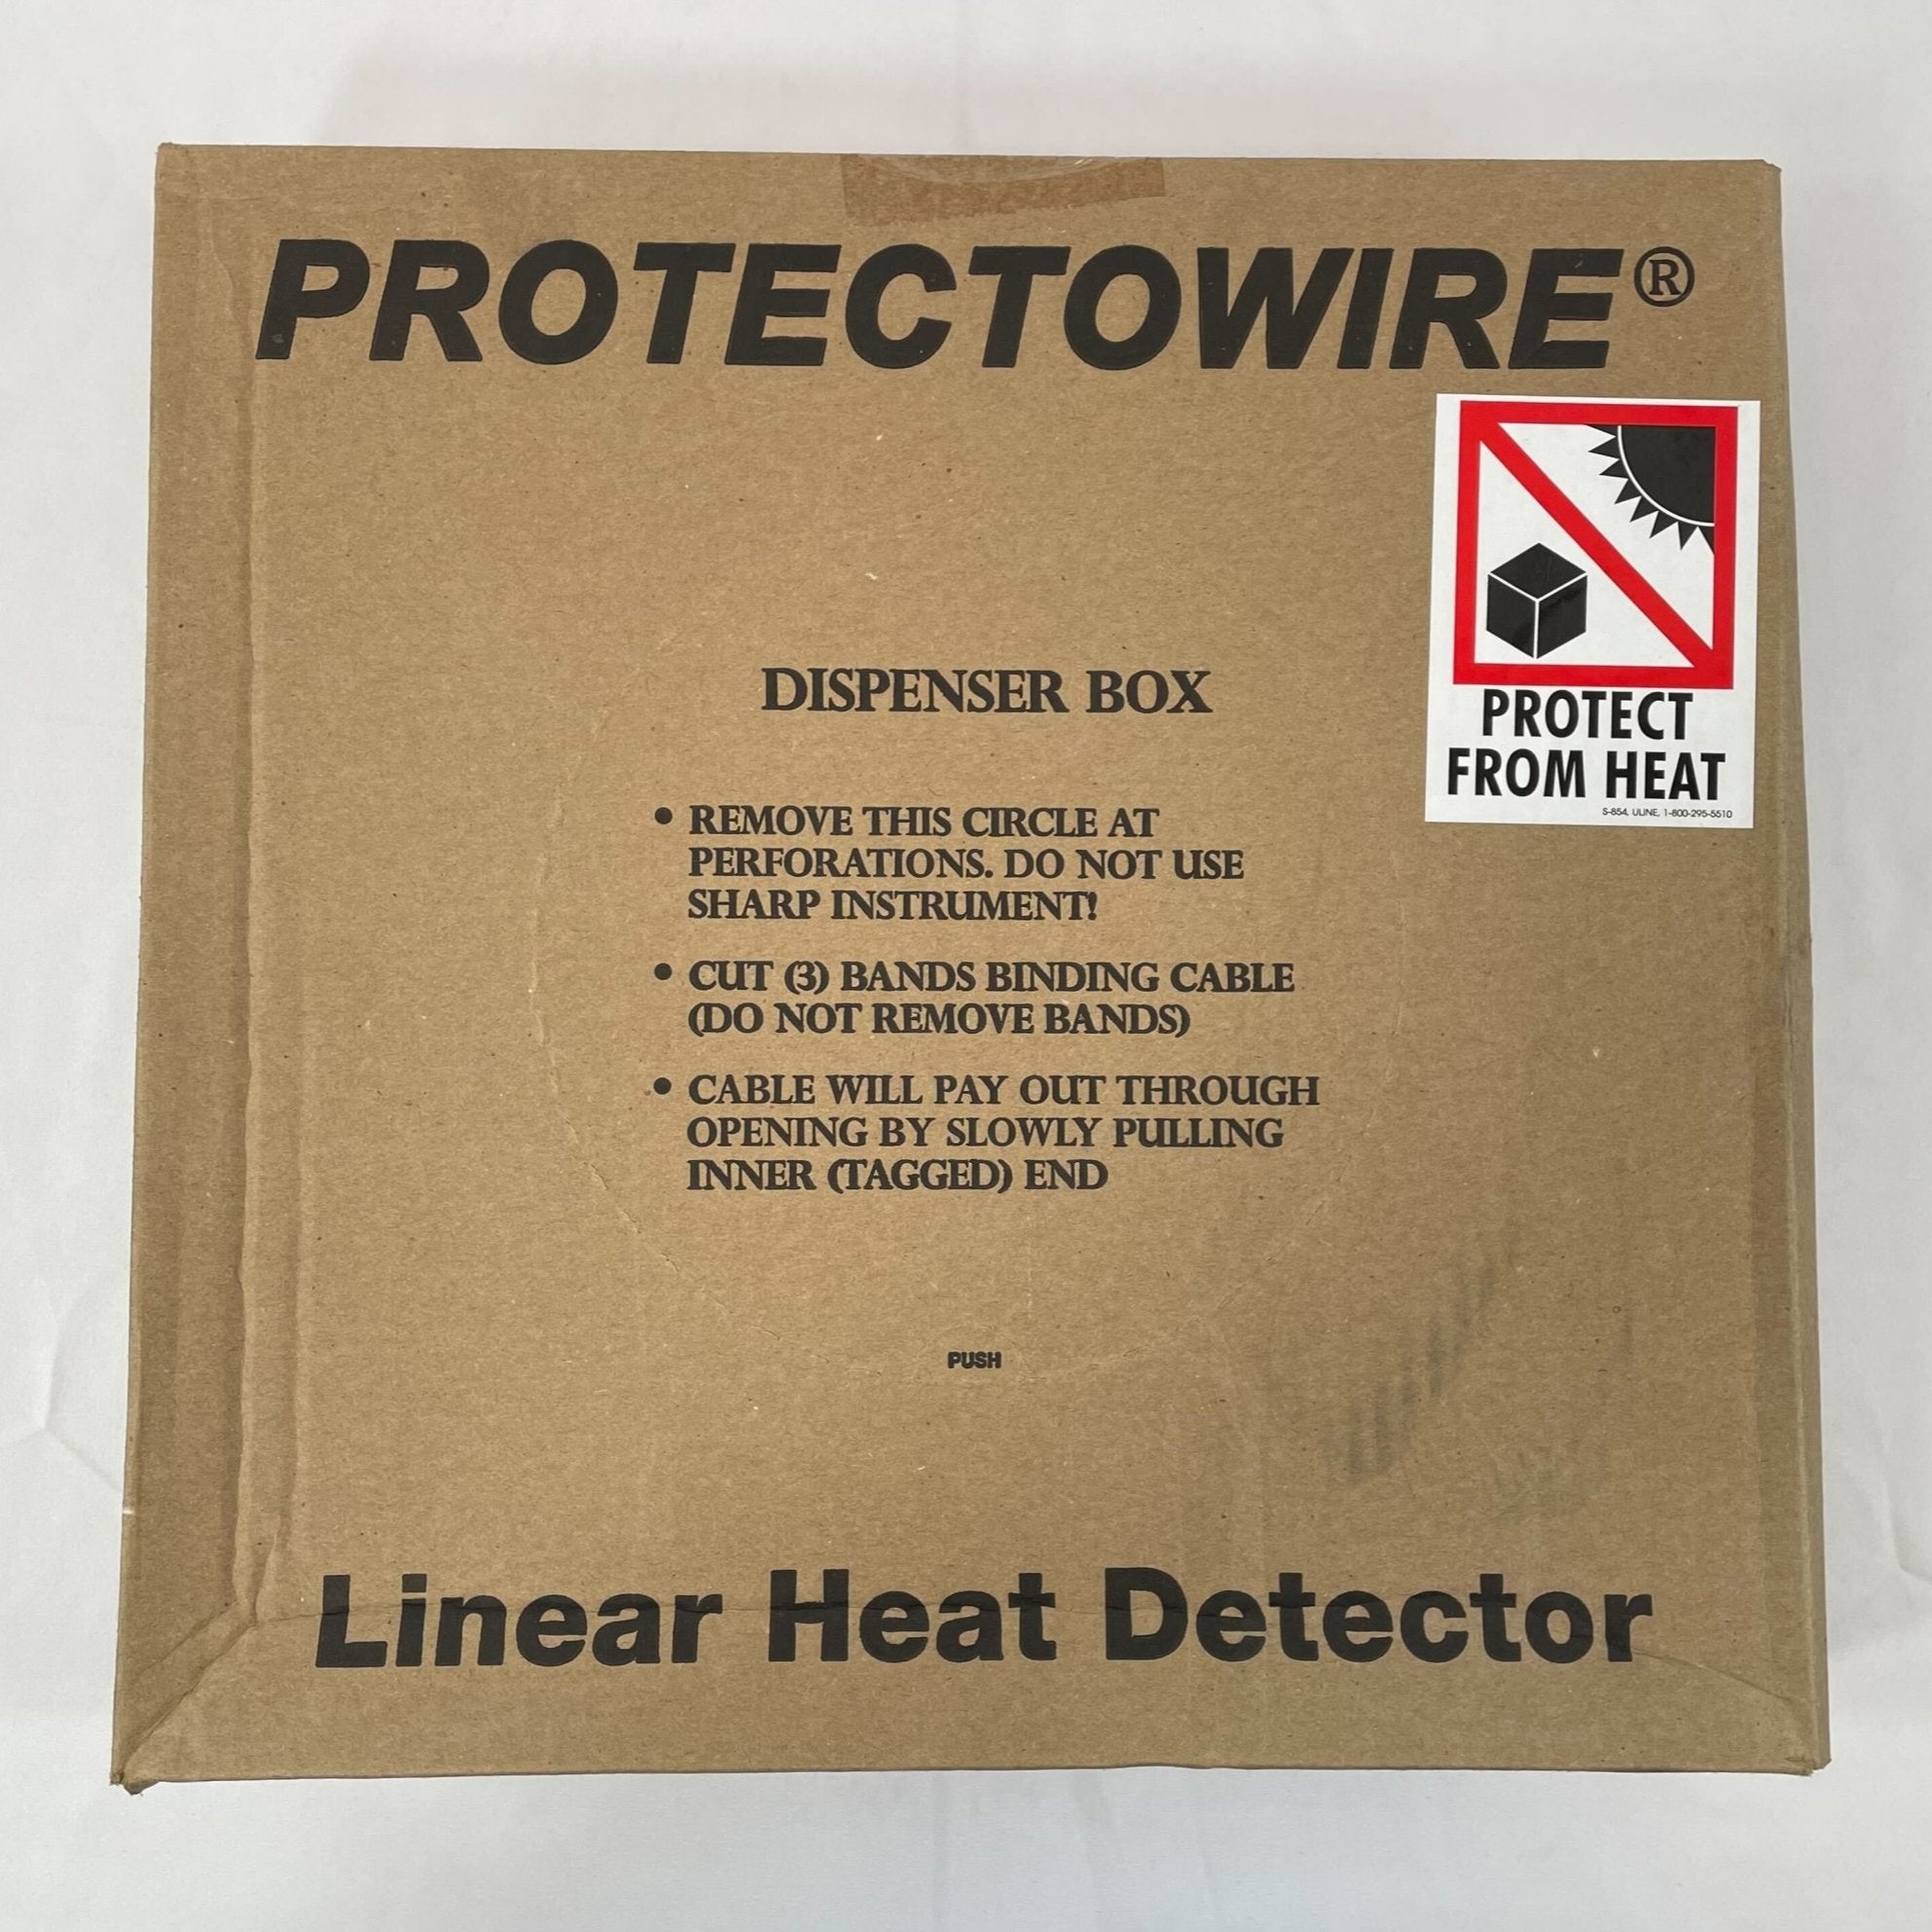 PROTECTOWIRE®
PROTECT
FROM HEAT
S-854, ULINE, 1-800-295-5510
DISPENSER BOX
• REMOVE THIS CIRCLE AT
PERFORATIONS. DO NOT USE
SHARP INSTRUMENT!
• CUT (3) BANDS BINDING CABLE
(DO NOT REMOVE BANDS)
• CABLE WILL PAY OUT THROUGH
OPENING BY SLOWLY PULLING
INNER (TAGGED) END
PUSH
Linear Heat Detector